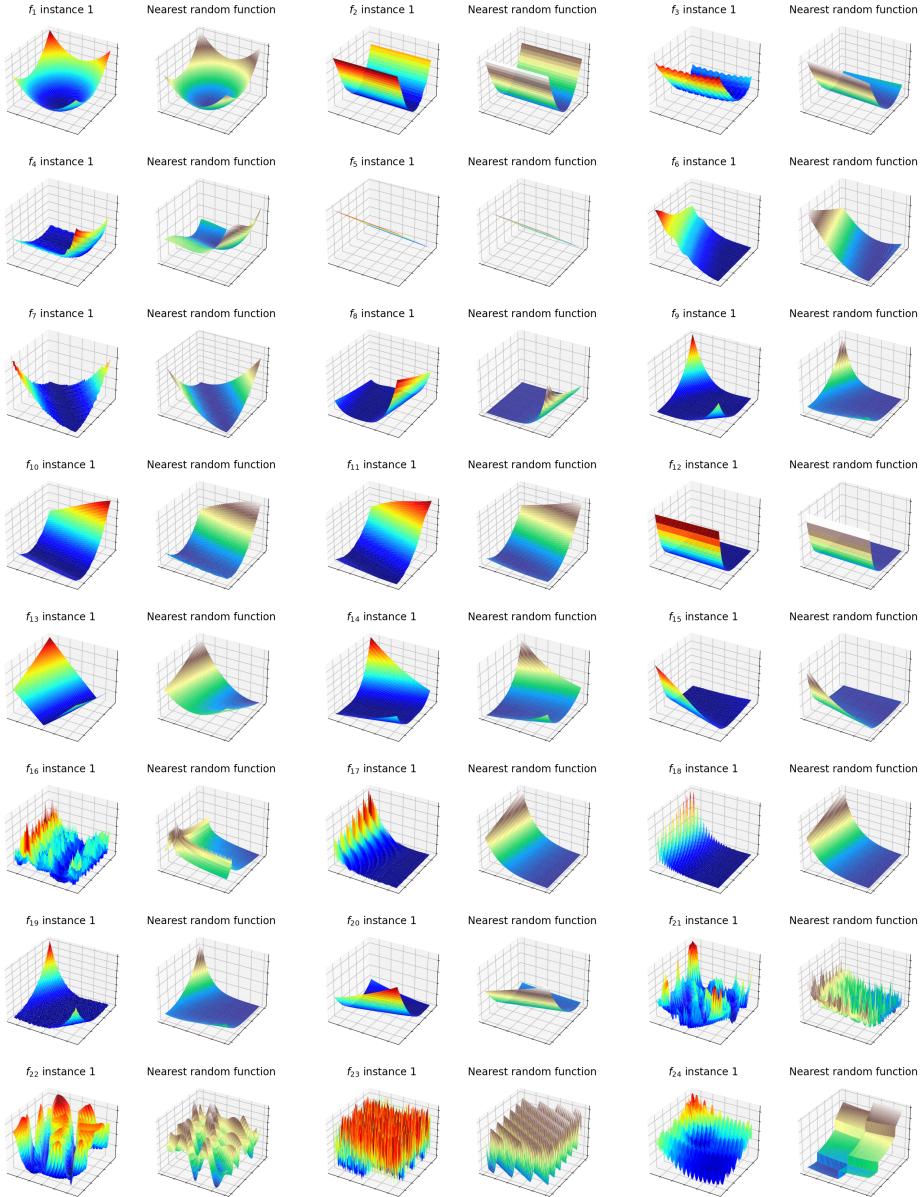 f1 instance 1 Nearest random function f2 instance 1 Nearest random function f3 instance 1 Nearest random function
f4 instance 1 Nearest random function f5 instance 1 Nearest random function f6 instance 1 Nearest random function
f7 instance 1 Nearest random function f8 instance 1 Nearest random function f9 instance 1 Nearest random function
f10 instance 1 Nearest random function f11 instance 1 Nearest random function f12 instance 1 Nearest random function
f13 instance 1 Nearest random function f14 instance 1 Nearest random function f15 instance 1 Nearest random function
f16 instance 1 Nearest random function f17 instance 1 Nearest random function f18 instance 1 Nearest random function
f19 instance 1 Nearest random function f20 instance 1 Nearest random function f21 instance 1 Nearest random function
f22 instance 1 Nearest random function f23 instance 1 Nearest random function f24 instance 1 Nearest random function